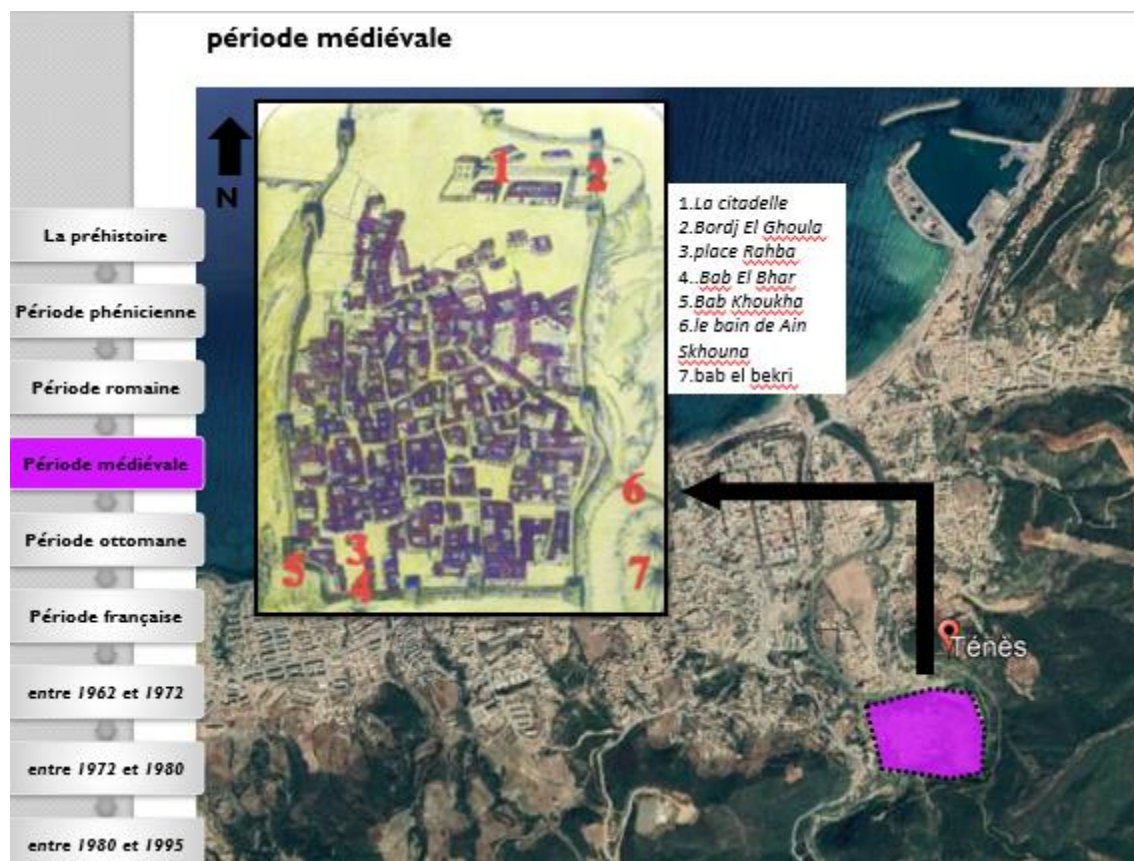 période médiévale
La préhistoire
Période phénicienne
Période romaine
Période médiévale
Période ottomane
Période française
entre 1962 et 1972
entre 1972 et 1980
entre 1980 et 1995
N
1
2
3
4
5
6
7
1.La citadelle
2.Bordj El Ghoula
3.place Rahba
4..Bab El Bhar
5.Bab Khoukha
6.le bain de Ain
Skhouna
7.bab el bekri
Ténès